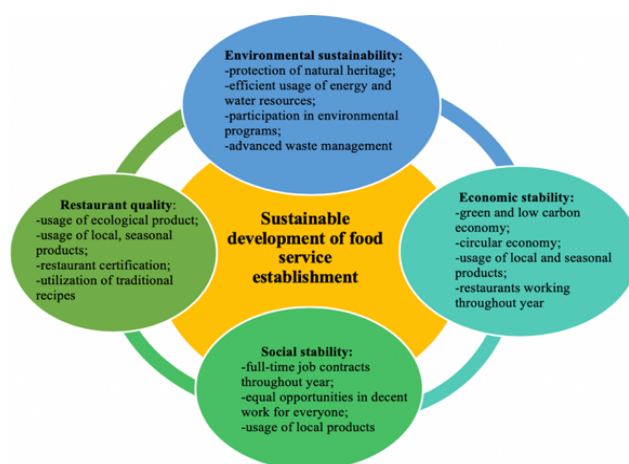 Environmental sustainability:
-protection of natural heritage;
-efficient usage of energy and
water resources;
-participation in environmental
programs;
-advanced waste management
Restaurant quality:
-usage of ecological product;
-usage of local, seasonal
products;
-restaurant certification;
-utilization of traditional
recipes
Sustainable
development of food
service
establishment
Economic stability:
-green and low carbon
economy;
-circular economy;
-usage of local and seasonal
products;
-restaurants working
throughout year
Social stability:
-full-time job contracts
throughout year;
-equal opportunities in decent
work for everyone;
-usage of local products